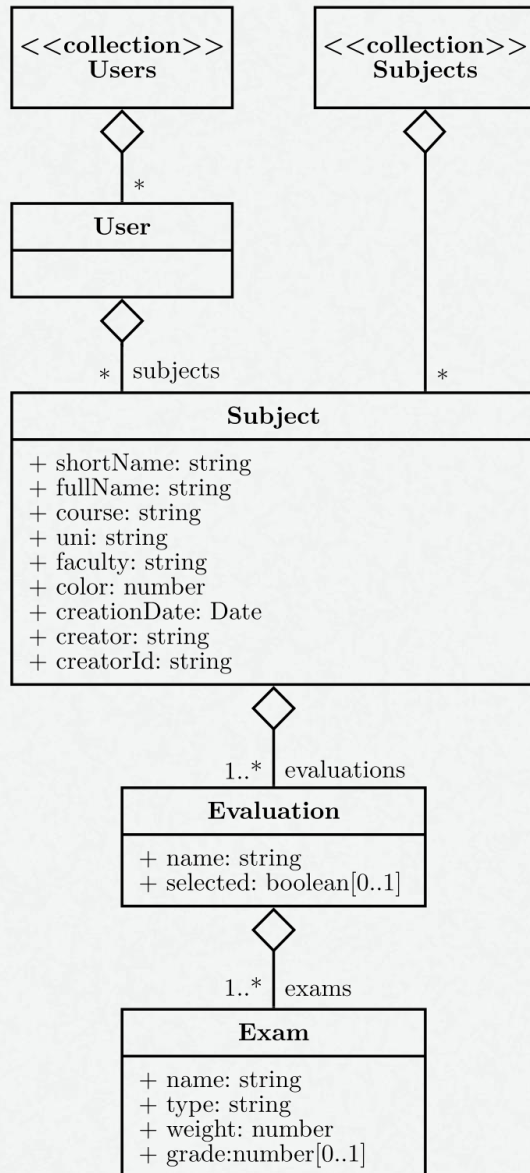 <<collection>>
Users
<<collection>>
Subjects
*
User
* subjects
*
Subject
+ shortName: string
+ fullName: string
+ course: string
+ uni: string
+ faculty: string
+ color: number
+ creationDate: Date
+ creator: string
+ creatorId: string
1..* evaluations
Evaluation
+ name: string
+ selected: boolean[0..1]
1..* exams
Exam
+ name: string
+ type: string
+ weight: number
+ grade:number[0..1]